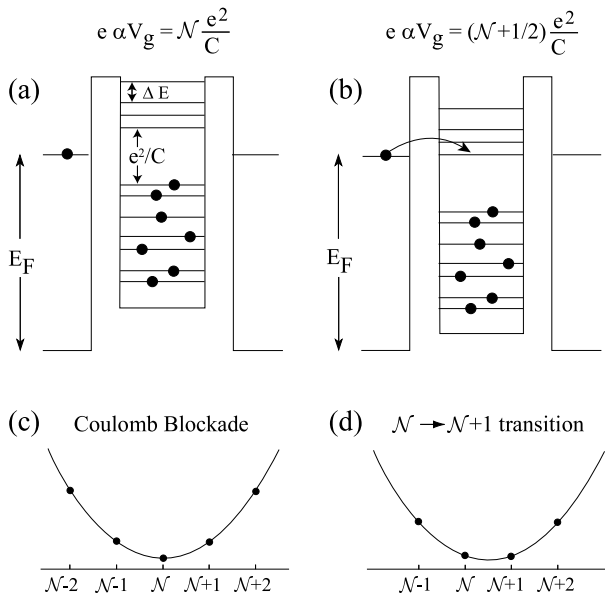 e αV_g = 𝒩 e²/C
e αV_g = (𝒩+1/2) e²/C
(a)
Δ E
e²/C
E_F
(b)
E_F
(c)
Coulomb Blockade
𝒩-2 𝒩-1 𝒩 𝒩+1 𝒩+2
(d)
𝒩 → 𝒩+1 transition
𝒩-1 𝒩 𝒩+1 𝒩+2